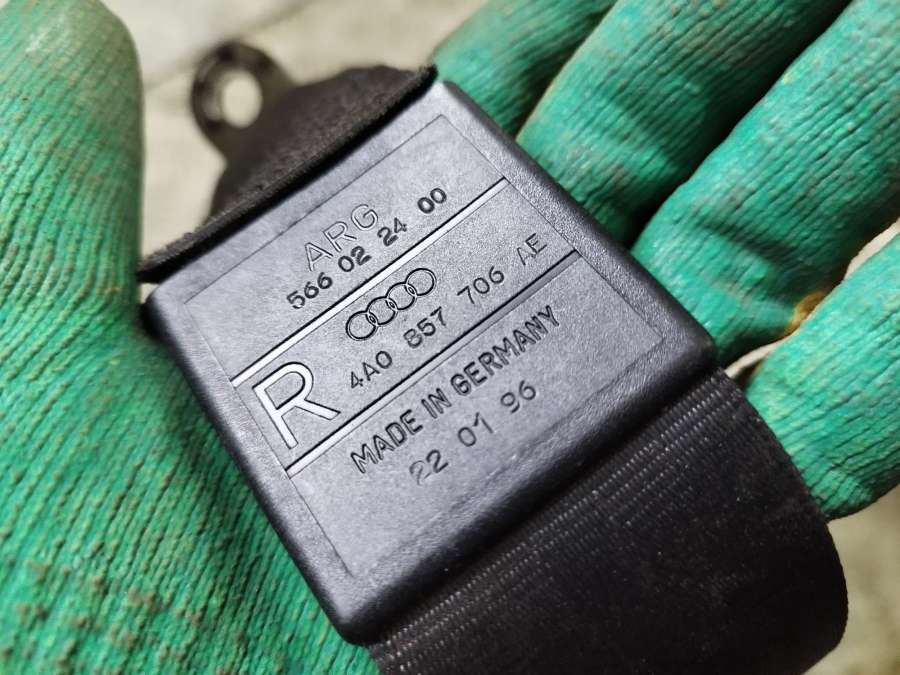 ARG
566 02 24 00
R
4A0 857 706 AE
MADE IN GERMANY
22 01 96